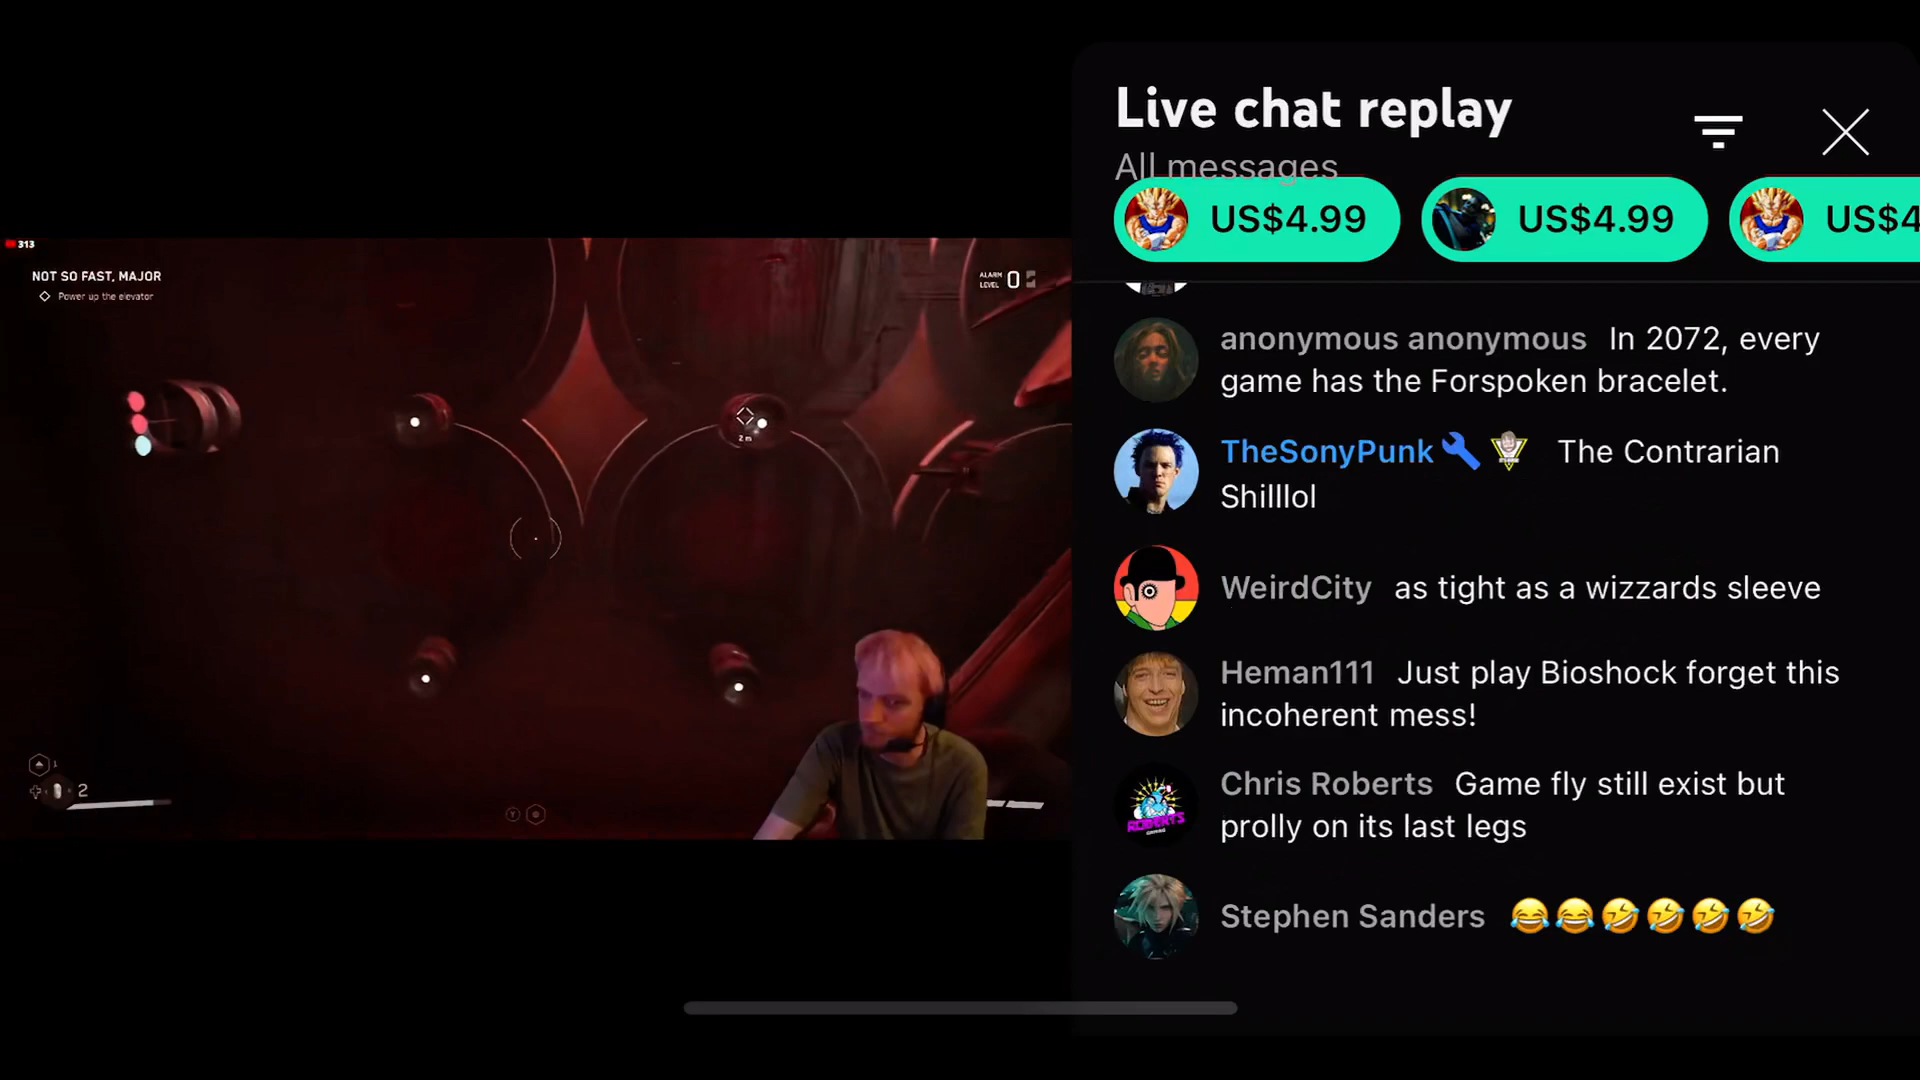 313
NOT SO FAST, MAJOR
Power up the elevator
ALARM
LEVEL 0
2 m
1
2
Y
Live chat replay
All messages
US$4.99
US$4.99
US$4
anonymous anonymous In 2072, every
game has the Forspoken bracelet.
TheSonyPunk The Contrarian
Shilllol
WeirdCity as tight as a wizzards sleeve
Heman111 Just play Bioshock forget this
incoherent mess!
ROBERTS
Chris Roberts Game fly still exist but
prolly on its last legs
Stephen Sanders 😂😂🤣🤣🤣🤣